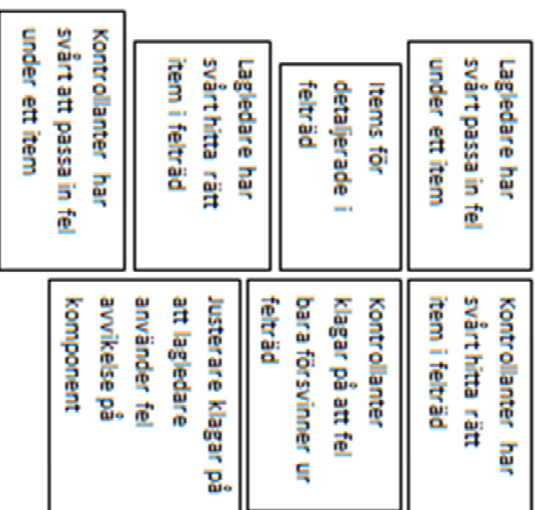 Lagledare har
svårt passa in fel
under ett item
Kontrollanter har
svårt hitta rätt
item i felträd
Items för
detaljerade i
felträd
Kontrollanter
klagar på att fel
bara försvinner ur
felträd
Lagledare har
svårt hitta rätt
item i felträd
Justerare klagar på
att lagledare
använder fel
avvikelse på
komponent
Kontrollanter har
svårt att passa in fel
under ett item